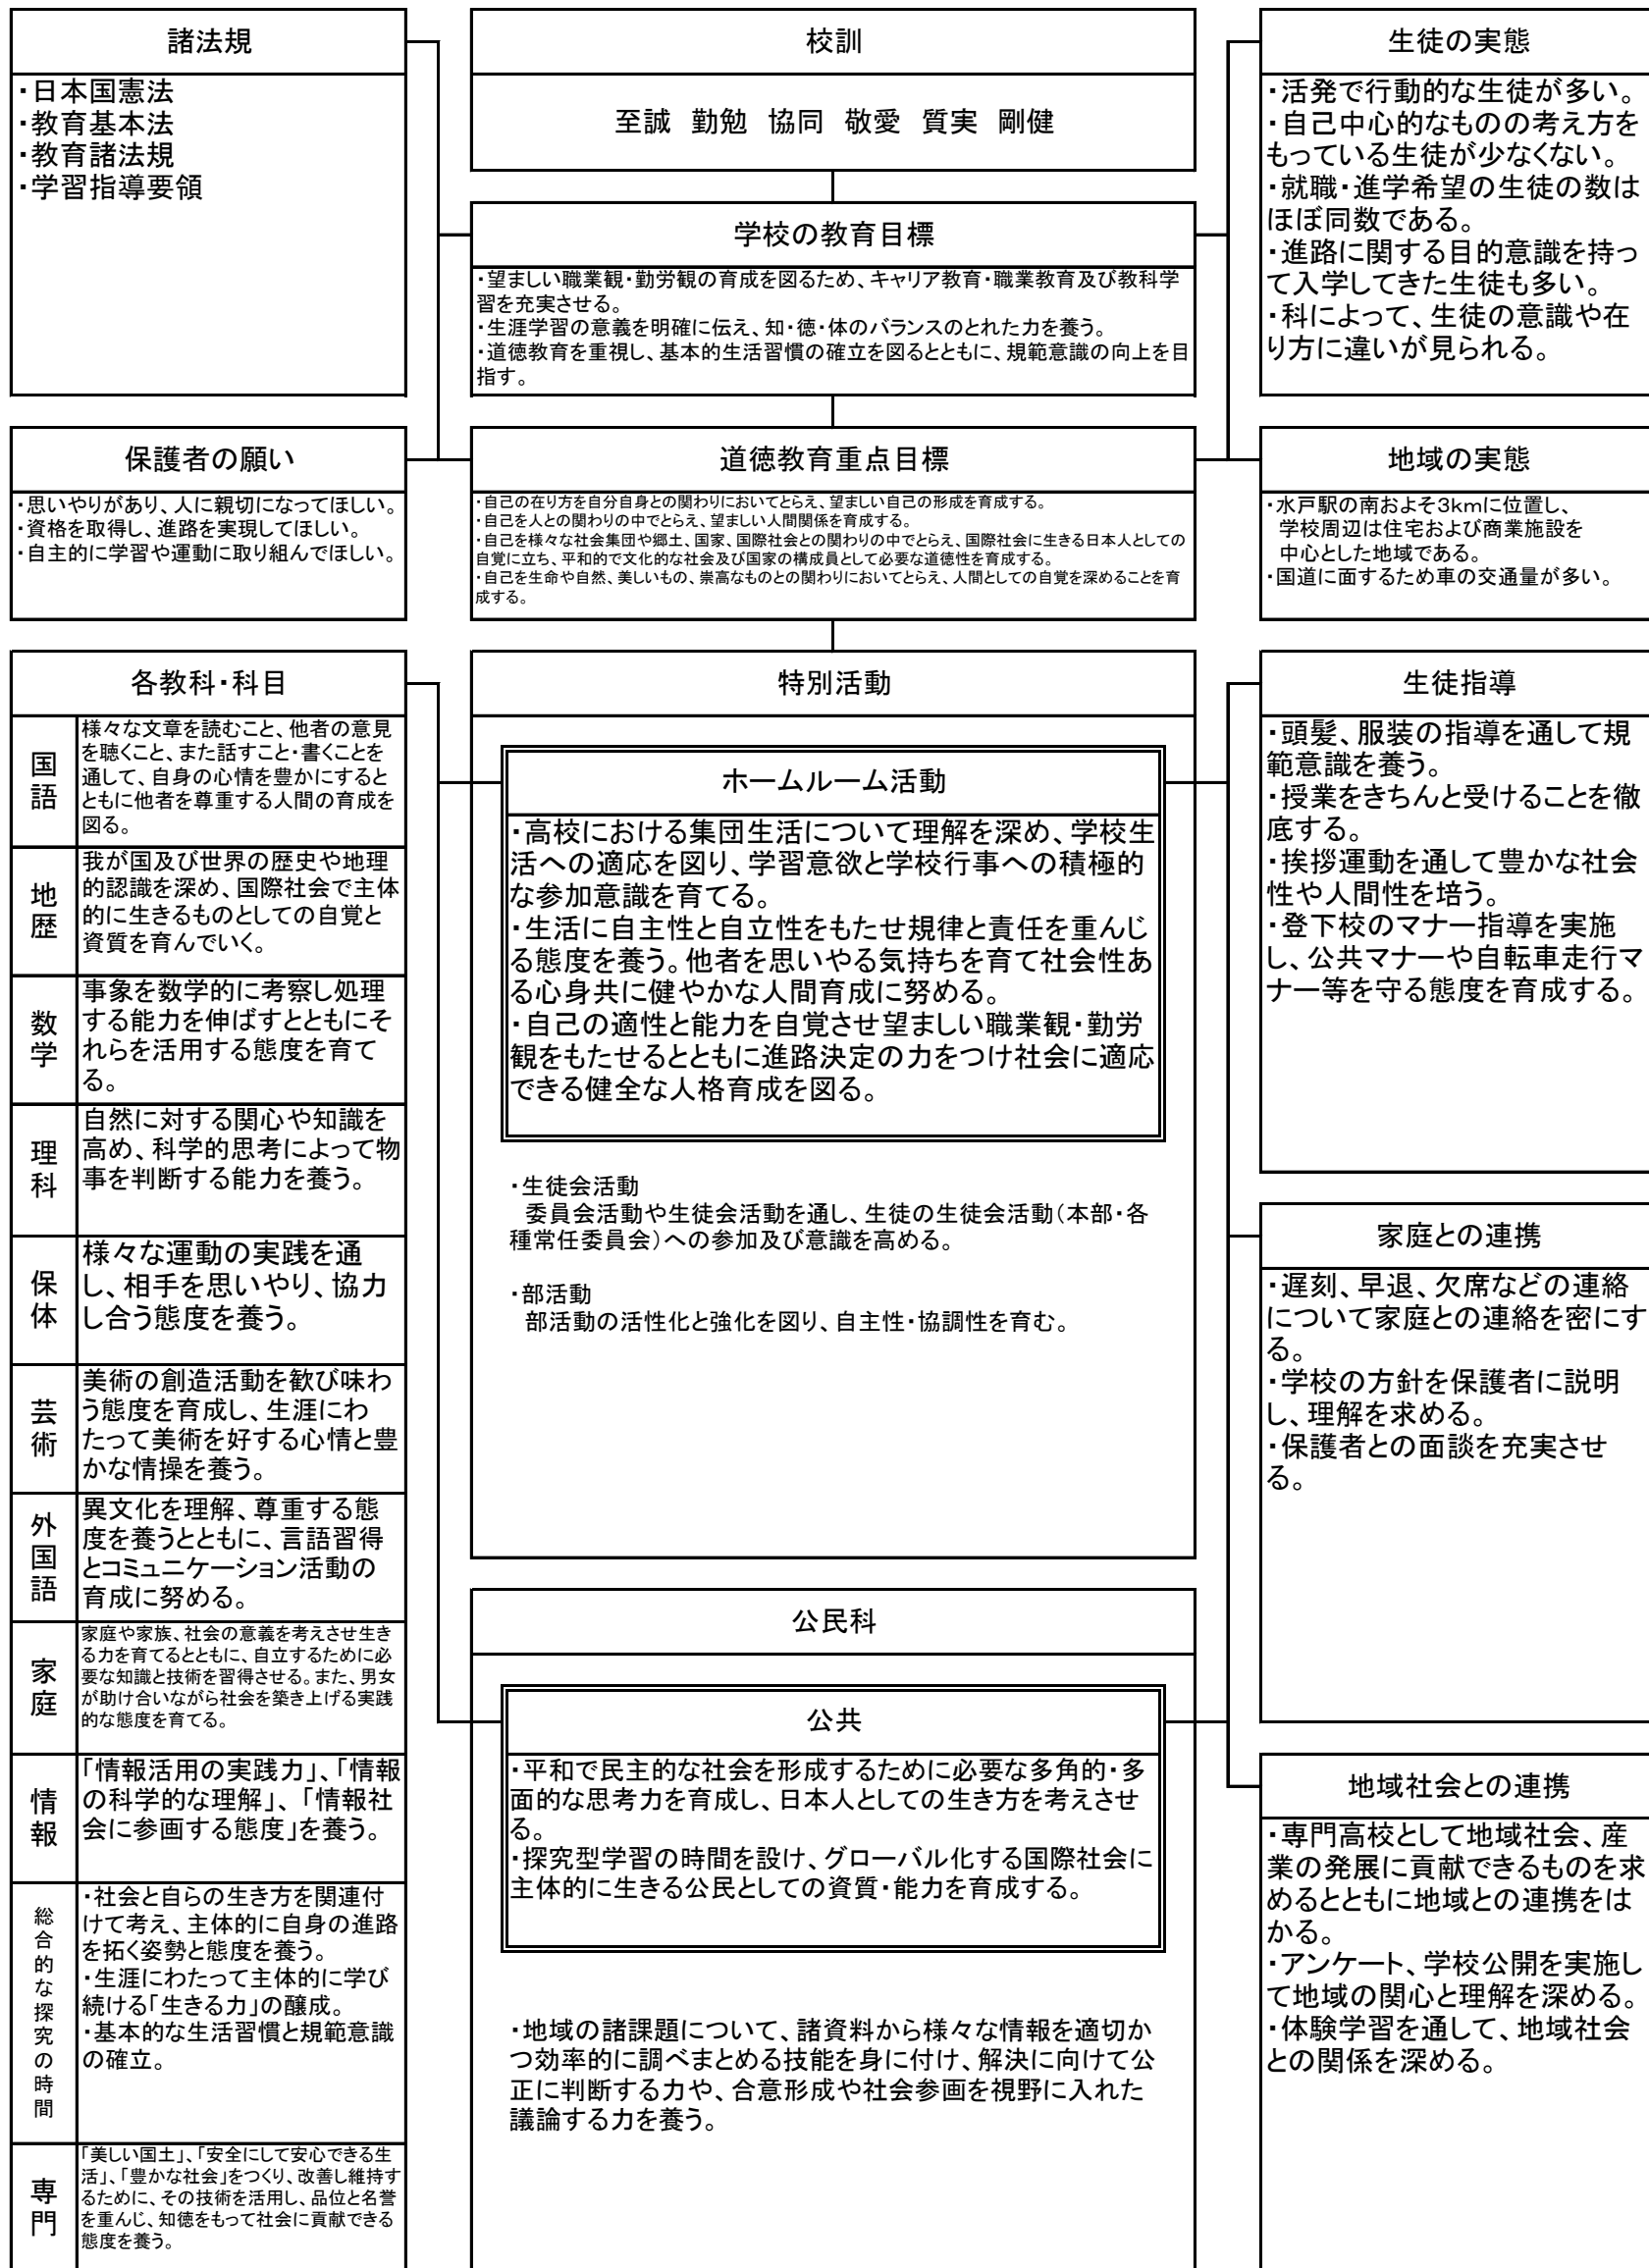 諸法規
・日本国憲法
・教育基本法
・教育諸法規
・学習指導要領
校訓
至誠 勤勉 協同 敬愛 質実 剛健
生徒の実態
・活発で行動的な生徒が多い。
・自己中心的なものの考え方を
もっている生徒が少なくない。
・就職・進学希望の生徒の数は
ほぼ同数である。
・進路に関する目的意識を持っ
て入学してきた生徒も多い。
・科によって、生徒の意識や在
り方に違いが見られる。
学校の教育目標
・望ましい職業観・勤労観の育成を図るため、キャリア教育・職業教育及び教科学
習を充実させる。
・生涯学習の意義を明確に伝え、知・徳・体のバランスのとれた力を養う。
・道徳教育を重視し、基本的生活習慣の確立を図るとともに、規範意識の向上を目
指す。
保護者の願い
・思いやりがあり、人に親切になってほしい。
・資格を取得し、進路を実現してほしい。
・自主的に学習や運動に取り組んでほしい。
道徳教育重点目標
・自己の在り方を自分自身との関わりにおいてとらえ、望ましい自己の形成を育成する。
・自己を人との関わりの中でとらえ、望ましい人間関係を育成する。
・自己を様々な社会集団や郷土、国家、国際社会との関わりの中でとらえ、国際社会に生きる日本人としての
自覚に立ち、平和的で文化的な社会及び国家の構成員として必要な道徳性を育成する。
・自己を生命や自然、美しいもの、崇高なものとの関わりにおいてとらえ、人間としての自覚を深めることを育
成する。
地域の実態
・水戸駅の南およそ3kmに位置し、
学校周辺は住宅および商業施設を
中心とした地域である。
・国道に面するため車の交通量が多い。
各教科・科目
国語
様々な文章を読むこと、他者の意見
を聴くこと、また話すこと・書くことを
通して、自身の心情を豊かにすると
ともに他者を尊重する人間の育成を
図る。
地歴
我が国及び世界の歴史や地理
的認識を深め、国際社会で主体
的に生きるものとしての自覚と
資質を育んでいく。
数学
事象を数学的に考察し処理
する能力を伸ばすとともにそ
れらを活用する態度を育て
る。
理科
自然に対する関心や知識を
高め、科学的思考によって物
事を判断する能力を養う。
保体
様々な運動の実践を通
し、相手を思いやり、協力
し合う態度を養う。
芸術
美術の創造活動を歓び味わ
う態度を育成し、生涯にわ
たって美術を好する心情と豊
かな情操を養う。
外国語
異文化を理解、尊重する態
度を養うとともに、言語習得
とコミュニケーション活動の
育成に努める。
家庭
家庭や家族、社会の意義を考えさせ生き
る力を育てるとともに、自立するために必
要な知識と技術を習得させる。また、男女
が助け合いながら社会を築き上げる実践
的な態度を育てる。
情報
「情報活用の実践力」、「情報
の科学的な理解」、「情報社
会に参画する態度」を養う。
総合的な探究の時間
・社会と自らの生き方を関連付
けて考え、主体的に自身の進路
を拓く姿勢と態度を養う。
・生涯にわたって主体的に学び
続ける「生きる力」の醸成。
・基本的な生活習慣と規範意識
の確立。
専門
「美しい国土」、「安全にして安心できる生
活」、「豊かな社会」をつくり、改善し維持す
るために、その技術を活用し、品位と名誉
を重んじ、知徳をもって社会に貢献できる
態度を養う。
特別活動
ホームルーム活動
・高校における集団生活について理解を深め、学校生
活への適応を図り、学習意欲と学校行事への積極的
な参加意識を育てる。
・生活に自主性と自立性をもたせ規律と責任を重んじ
る態度を養う。他者を思いやる気持ちを育て社会性あ
る心身共に健やかな人間育成に努める。
・自己の適性と能力を自覚させ望ましい職業観・勤労
観をもたせるとともに進路決定の力をつけ社会に適応
できる健全な人格育成を図る。
・生徒会活動
委員会活動や生徒会活動を通し、生徒の生徒会活動(本部・各
種常任委員会)への参加及び意識を高める。
・部活動
部活動の活性化と強化を図り、自主性・協調性を育む。
公民科
公共
・平和で民主的な社会を形成するために必要な多角的・多
面的な思考力を育成し、日本人としての生き方を考えさせ
る。
・探究型学習の時間を設け、グローバル化する国際社会に
主体的に生きる公民としての資質・能力を育成する。
・地域の諸課題について、諸資料から様々な情報を適切か
つ効率的に調べまとめる技能を身に付け、解決に向けて公
正に判断する力や、合意形成や社会参画を視野に入れた
議論する力を養う。
生徒指導
・頭髪、服装の指導を通して規
範意識を養う。
・授業をきちんと受けることを徹
底する。
・挨拶運動を通して豊かな社会
性や人間性を培う。
・登下校のマナー指導を実施
し、公共マナーや自転車走行マ
ナー等を守る態度を育成する。
家庭との連携
・遅刻、早退、欠席などの連絡
について家庭との連絡を密にす
る。
・学校の方針を保護者に説明
し、理解を求める。
・保護者との面談を充実させ
る。
地域社会との連携
・専門高校として地域社会、産
業の発展に貢献できるものを求
めるとともに地域との連携をは
かる。
・アンケート、学校公開を実施し
て地域の関心と理解を深める。
・体験学習を通して、地域社会
との関係を深める。